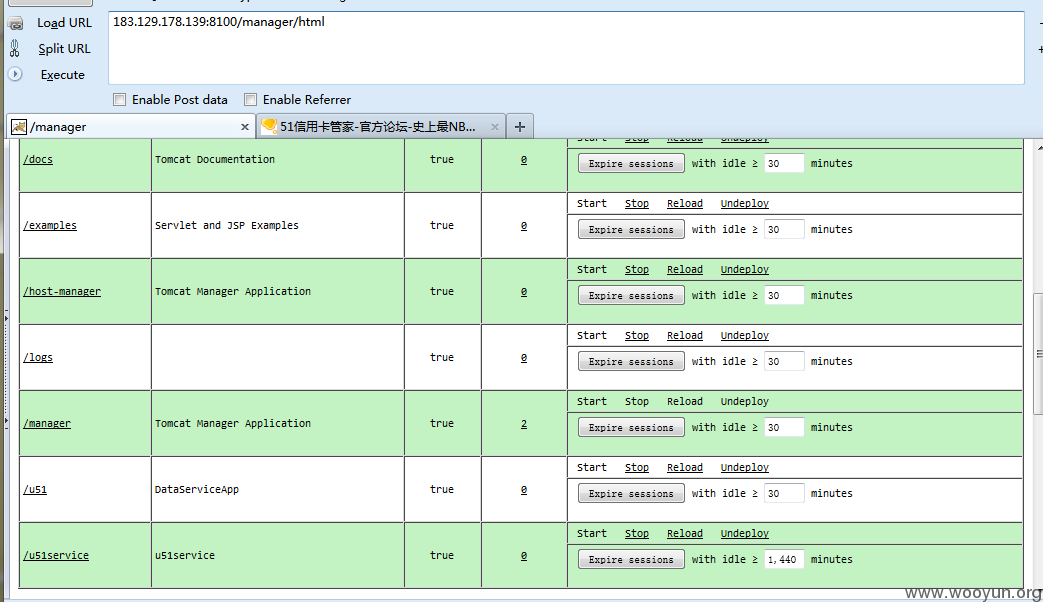 Load URL
183.129.178.139:8100/manager/html
Split URL
Execute
Enable Post data Enable Referrer
/manager × 51信用卡管家-官方论坛-史上最NB... × +
/docs Tomcat Documentation true 0 Start Stop Reload Undeploy
Expire sessions with idle ≥ 30 minutes
Start Stop Reload Undeploy
/examples Servlet and JSP Examples true 0
Expire sessions with idle ≥ 30 minutes
Start Stop Reload Undeploy
/host-manager Tomcat Manager Application true 0
Expire sessions with idle ≥ 30 minutes
Start Stop Reload Undeploy
/logs true 0
Expire sessions with idle ≥ 30 minutes
Start Stop Reload Undeploy
/manager Tomcat Manager Application true 2
Expire sessions with idle ≥ 30 minutes
Start Stop Reload Undeploy
/u51 DataServiceApp true 0
Expire sessions with idle ≥ 30 minutes
Start Stop Reload Undeploy
/u51service u51service true 0
Expire sessions with idle ≥ 1,440 minutes
www.wooyun.org